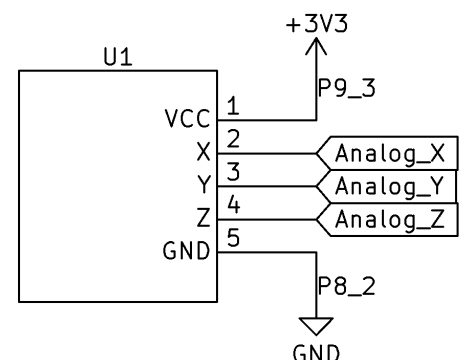 +3V3
U1
P9_3
VCC 1
X 2 Analog_X
Y 3 Analog_Y
Z 4 Analog_Z
GND 5
P8_2
GND